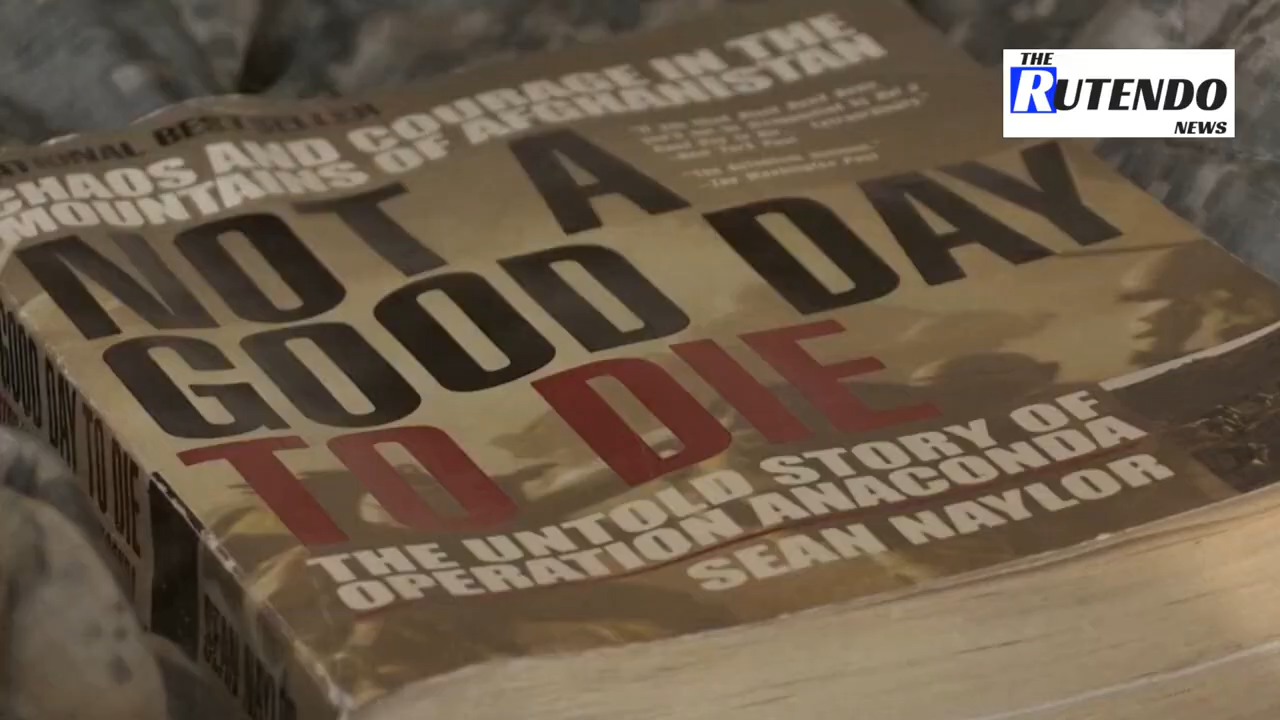 THE
RUTENDO
NEWS
NATIONAL BESTSELLER
CHAOS AND COURAGE IN THE
MOUNTAINS OF AFGHANISTAN
NOT A
GOOD DAY
TO DIE
THE UNTOLD STORY OF
OPERATION ANACONDA
SEAN NAYLOR
GOOD DAY TO DIE
SEAN